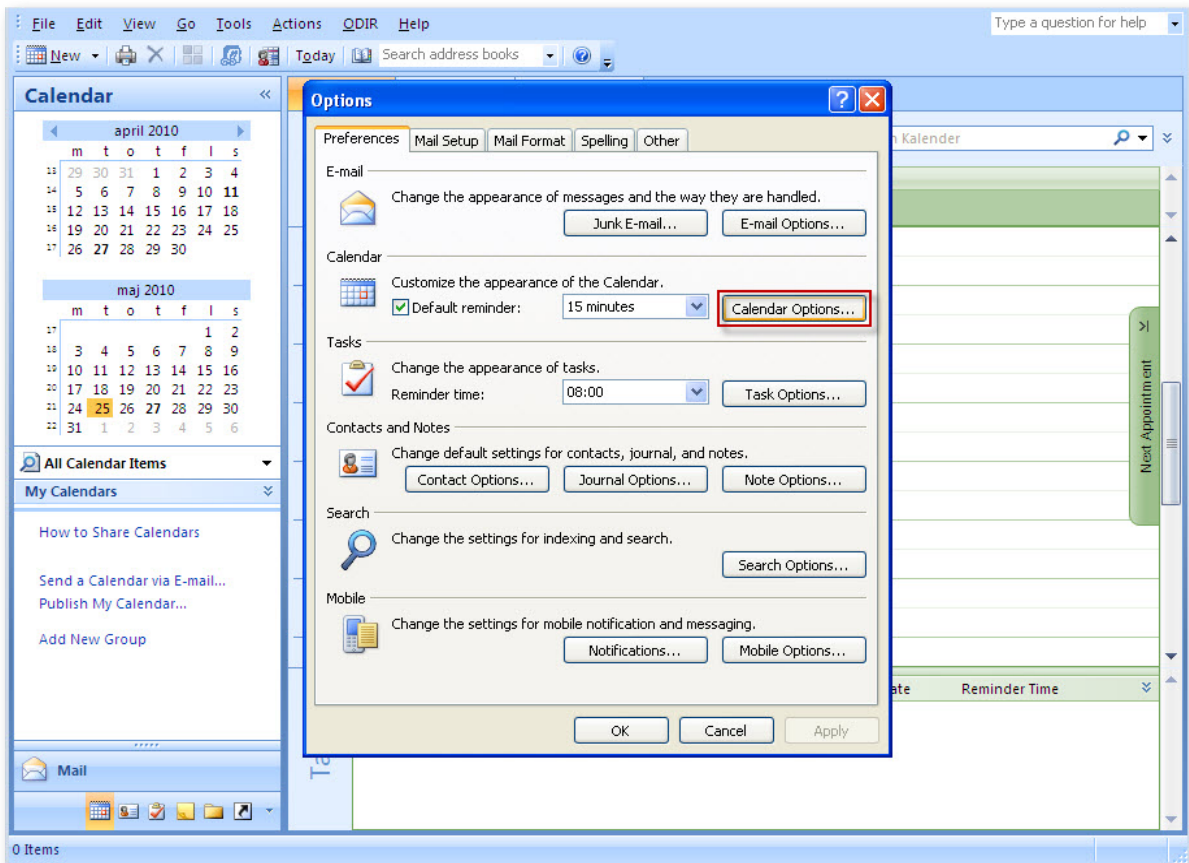 File Edit View Go Tools Actions ODIR Help
Type a question for help
New Today Search address books
Calendar
april 2010
m t o t f l s
13 29 30 31 1 2 3 4
14 5 6 7 8 9 10 11
15 12 13 14 15 16 17 18
16 19 20 21 22 23 24 25
17 26 27 28 29 30
maj 2010
m t o t f l s
17 1 2
18 3 4 5 6 7 8 9
19 10 11 12 13 14 15 16
20 17 18 19 20 21 22 23
21 24 25 26 27 28 29 30
22 31 1 2 3 4 5 6
All Calendar Items
My Calendars
How to Share Calendars
Send a Calendar via E-mail...
Publish My Calendar...
Add New Group
Mail
0 Items
Options
Preferences Mail Setup Mail Format Spelling Other
E-mail
Change the appearance of messages and the way they are handled.
Junk E-mail... E-mail Options...
Calendar
Customize the appearance of the Calendar.
Default reminder: 15 minutes Calendar Options...
Tasks
Change the appearance of tasks.
Reminder time: 08:00 Task Options...
Contacts and Notes
Change default settings for contacts, journal, and notes.
Contact Options... Journal Options... Note Options...
Search
Change the settings for indexing and search.
Search Options...
Mobile
Change the settings for mobile notification and messaging.
Notifications... Mobile Options...
OK Cancel Apply
Kalender
Next Appointment
Reminder Time